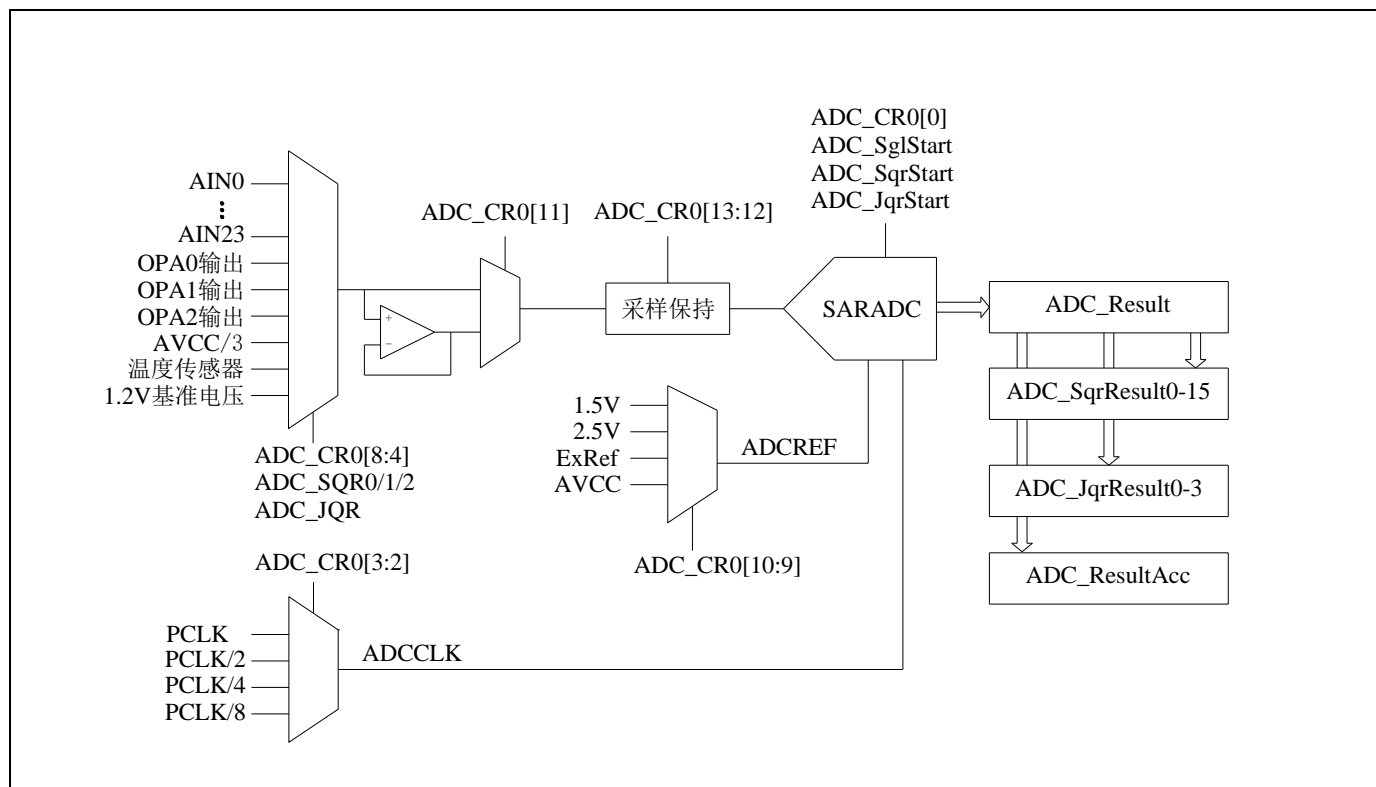 ADC_CR0[0]
ADC_SglStart
ADC_SqrStart
ADC_JqrStart
AIN0
AIN23
OPA0输出
OPA1输出
OPA2输出
AVCC/3
温度传感器
1.2V基准电压
ADC_CR0[11]
ADC_CR0[13:12]
+
−
采样保持
SARADC
ADC_Result
ADC_SqrResult0-15
ADC_JqrResult0-3
ADC_ResultAcc
ADC_CR0[8:4]
ADC_SQR0/1/2
ADC_JQR
1.5V
2.5V
ExRef
AVCC
ADCREF
ADC_CR0[10:9]
ADC_CR0[3:2]
PCLK
PCLK/2
PCLK/4
PCLK/8
ADCCLK